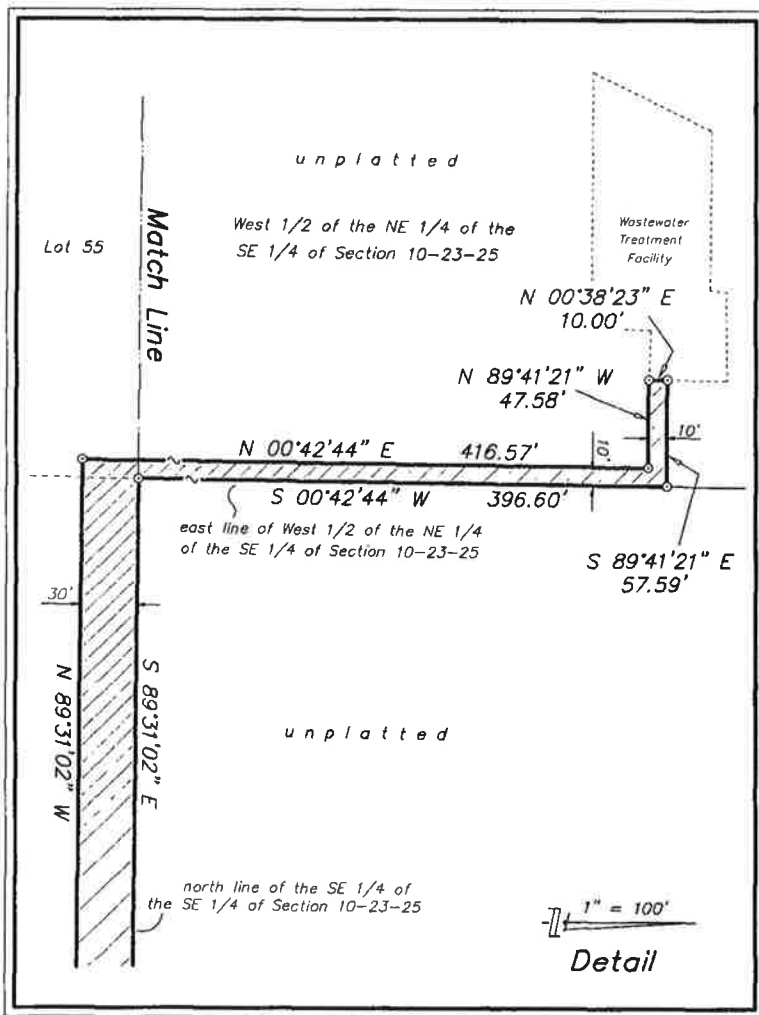 unplatted
West 1/2 of the NE 1/4 of the
SE 1/4 of Section 10-23-25
Lot 55
Match Line
Wastewater
Treatment
Facility
N 00°38'23" E
10.00'
N 89°41'21" W
47.58'
10'
N 00°42'44" E 416.57'
10'
S 00°42'44" W 396.60'
east line of West 1/2 of the NE 1/4
of the SE 1/4 of Section 10-23-25
S 89°41'21" E
57.59'
30'
N 89°31'02" W
S 89°31'02" E
unplatted
north line of the SE 1/4 of
the SE 1/4 of Section 10-23-25
1" = 100'
Detail